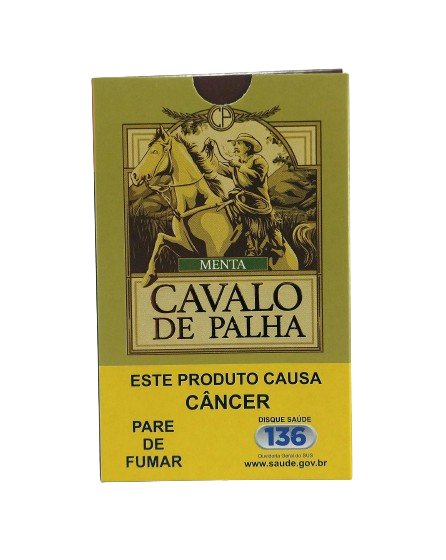 CP
MENTA
CAVALO
DE PALHA
ESTE PRODUTO CAUSA
CÂNCER
PARE
DE
FUMAR
DISQUE SAÚDE
136
Ouvidoria Geral do SUS
www.saude.gov.br